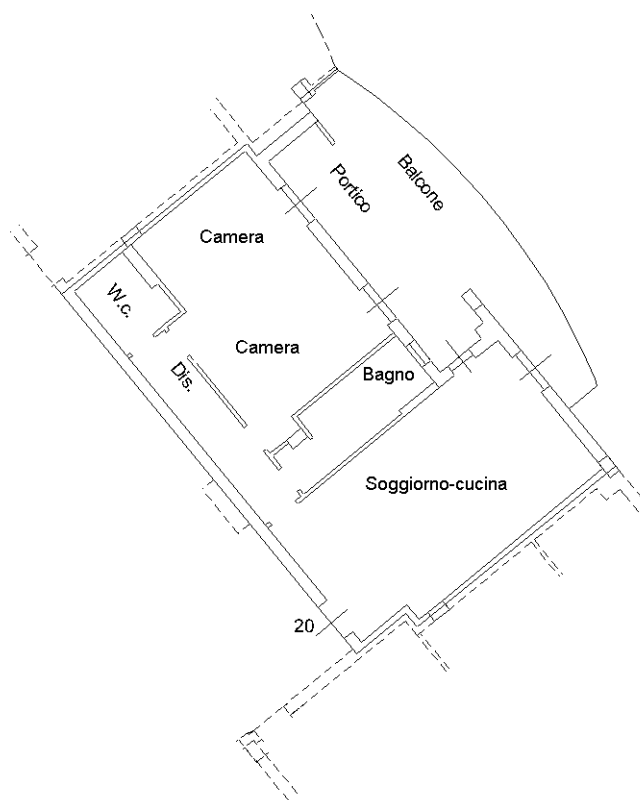 Balcone
Portico
Camera
W.c.
Camera
Dis.
Bagno
Soggiorno-cucina
20